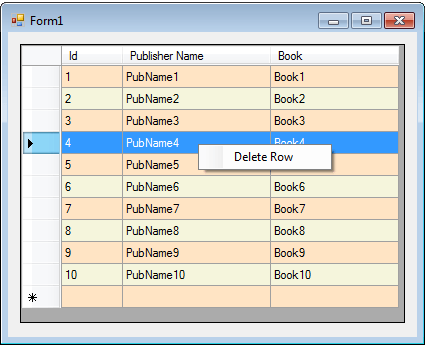 Form1
Id Publisher Name Book
1 PubName1 Book1
2 PubName2 Book2
3 PubName3 Book3
4 PubName4 Book4
Delete Row
5 PubName5
6 PubName6 Book6
7 PubName7 Book7
8 PubName8 Book8
9 PubName9 Book9
10 PubName10 Book10